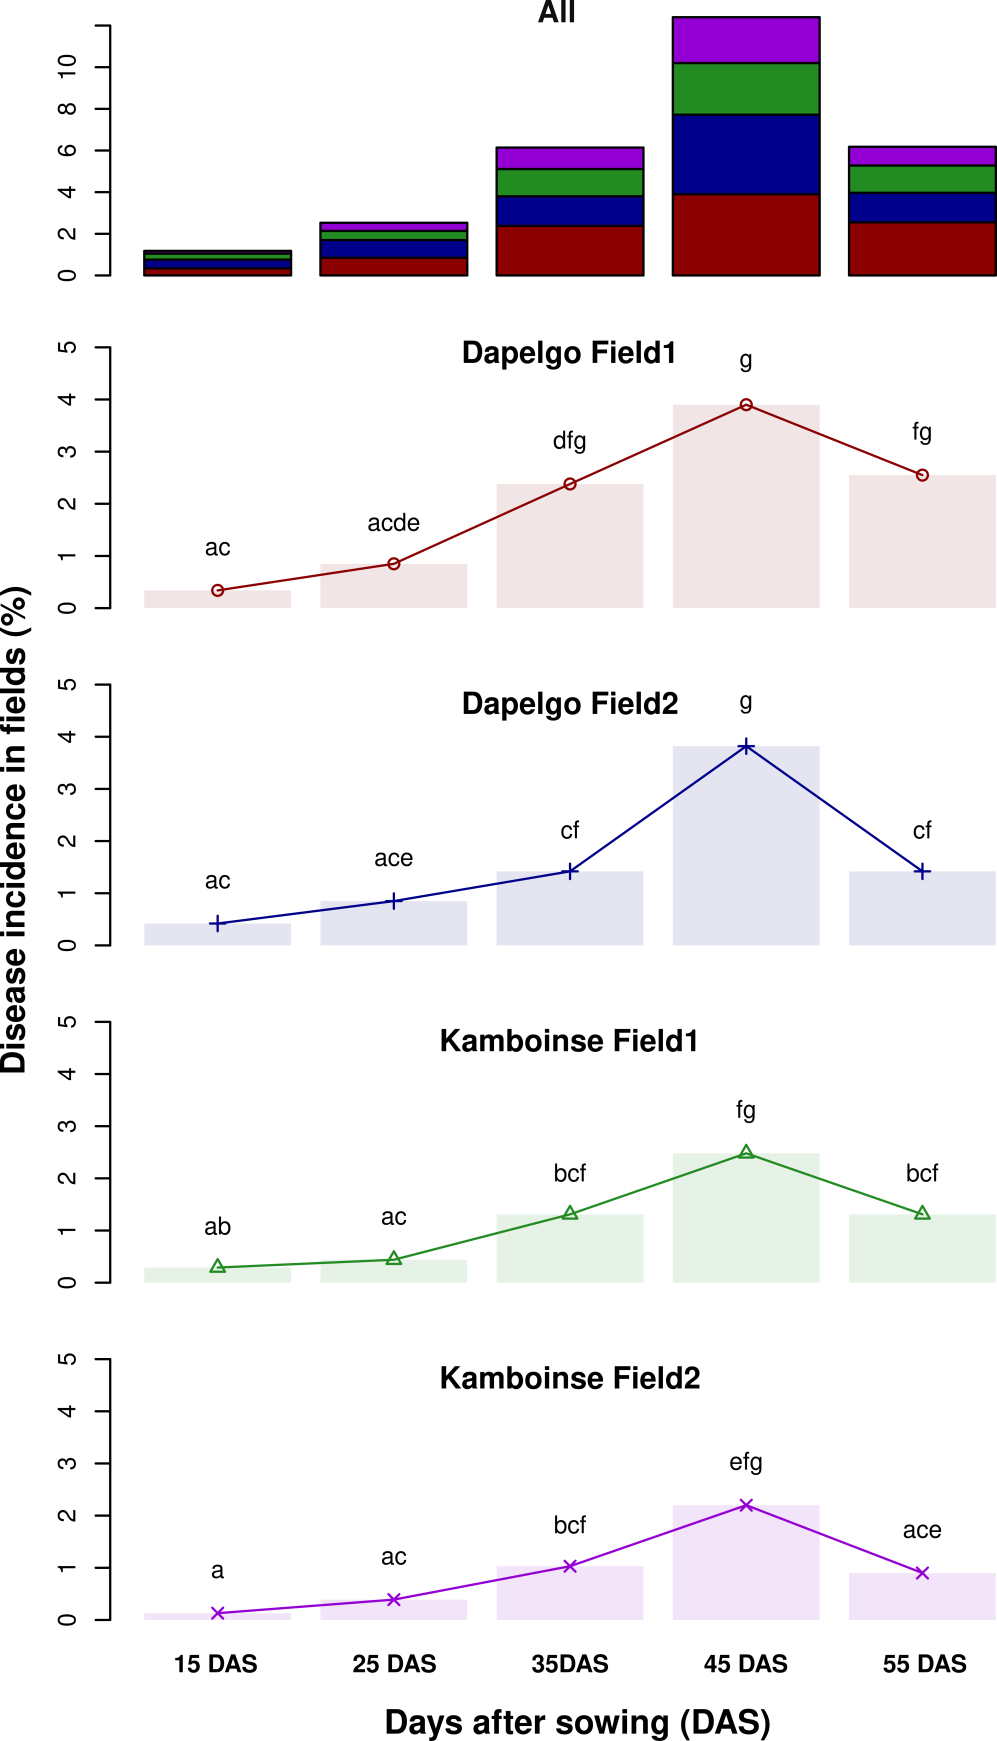 All
10
8
6
4
2
0
Dapelgo Field1
5
4
3
2
1
0
ac
acde
dfg
g
fg
Disease incidence in fields (%)
Dapelgo Field2
5
4
3
2
1
0
ac
ace
cf
g
cf
Kamboinse Field1
5
4
3
2
1
0
ab
ac
bcf
fg
bcf
Kamboinse Field2
5
4
3
2
1
0
a
ac
bcf
efg
ace
15 DAS 25 DAS 35DAS 45 DAS 55 DAS
Days after sowing (DAS)